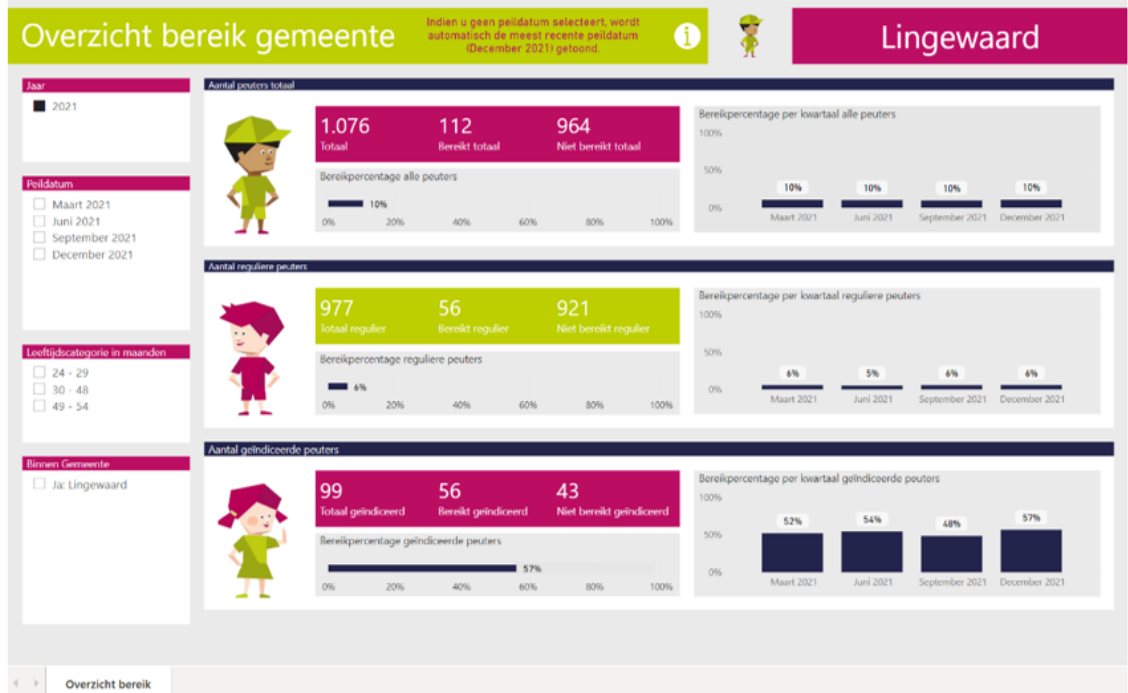 Overzicht bereik gemeente
Indien u geen peildatum selecteert, wordt
automatisch de meest recente peildatum
(December 2021) getoond.
i
Lingewaard
Jaar
2021
Peildatum
Maart 2021
Juni 2021
September 2021
December 2021
Leeftijdscategorie in maanden
24 - 29
30 - 48
49 - 54
Binnen Gemeente
Ja: Lingewaard
Aantal peuters totaal
1.076 112 964
Totaal Bereikt totaal Niet bereikt totaal
Bereikpercentage alle peuters
10%
0% 20% 40% 60% 80% 100%
Bereikpercentage per kwartaal alle peuters
100%
50%
0%
10% 10% 10% 10%
Maart 2021 Juni 2021 September 2021 December 2021
Aantal reguliere peuters
977 56 921
Totaal regulier Bereikt regulier Niet bereikt regulier
Bereikpercentage reguliere peuters
6%
0% 20% 40% 60% 80% 100%
Bereikpercentage per kwartaal reguliere peuters
100%
50%
0%
6% 5% 6% 6%
Maart 2021 Juni 2021 September 2021 December 2021
Aantal geïndiceerde peuters
99 56 43
Totaal geïndiceerd Bereikt geïndiceerd Niet bereikt geïndiceerd
Bereikpercentage geïndiceerde peuters
57%
0% 20% 40% 60% 80% 100%
Bereikpercentage per kwartaal geïndiceerde peuters
100%
50%
0%
52% 54% 48% 57%
Maart 2021 Juni 2021 September 2021 December 2021
Overzicht bereik